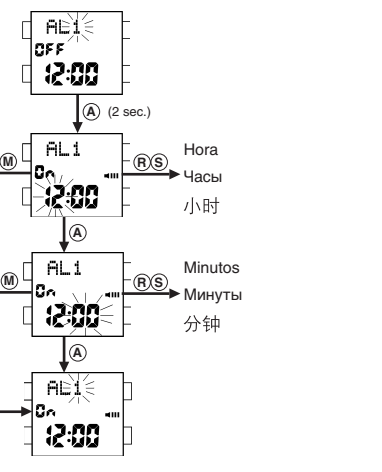 AL1
OFF
12:00
A (2 sec.)
AL1
M On R S Hora
12:00 Часы
小时
A
AL1 Minutos
M On R S Минуты
12:00 分钟
A
AL1
On
12:00